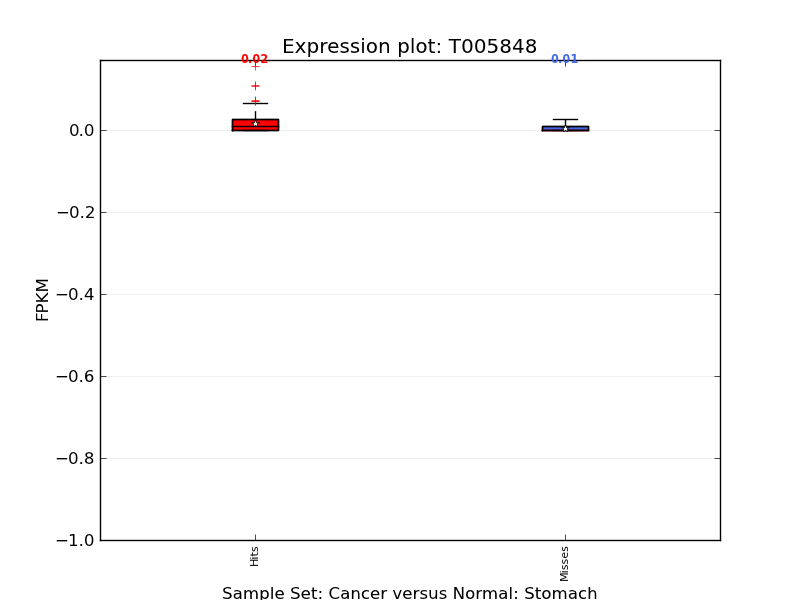 Expression plot: T005848
0.02
0.01
0.0
−0.2
−0.4
−0.6
−0.8
−1.0
FPKM
Hits
Misses
Sample Set: Cancer versus Normal: Stomach